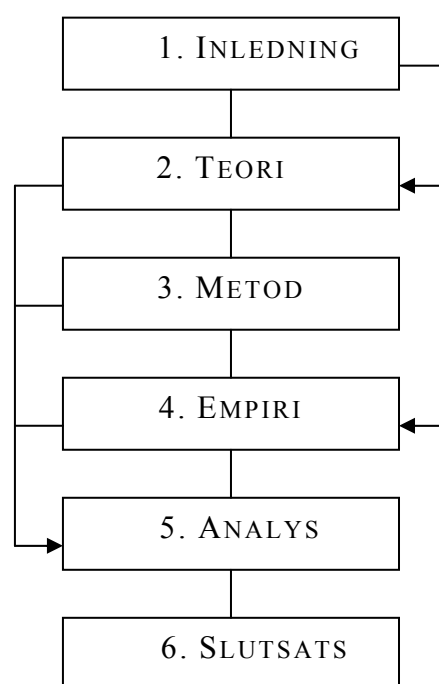 1. INLEDNING
2. TEORI
3. METOD
4. EMPIRI
5. ANALYS
6. SLUTSATS